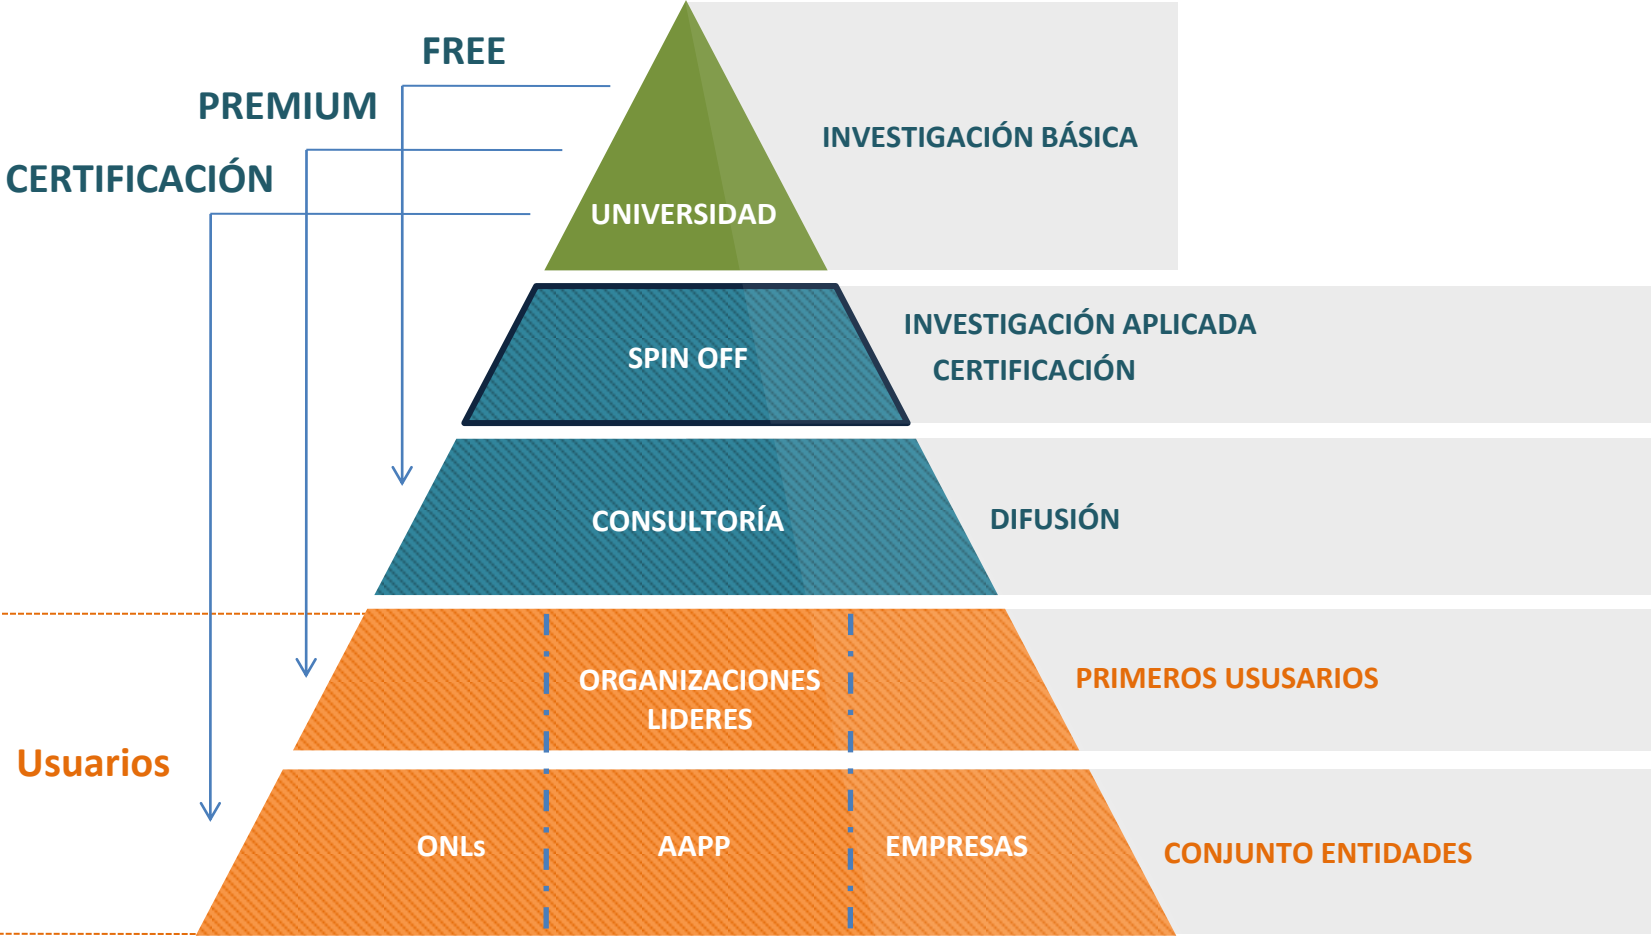 FREE
PREMIUM
CERTIFICACIÓN
UNIVERSIDAD
INVESTIGACIÓN BÁSICA
SPIN OFF
INVESTIGACIÓN APLICADA
CERTIFICACIÓN
CONSULTORÍA
DIFUSIÓN
ORGANIZACIONES
LIDERES
PRIMEROS USUSARIOS
Usuarios
ONLs
AAPP
EMPRESAS
CONJUNTO ENTIDADES